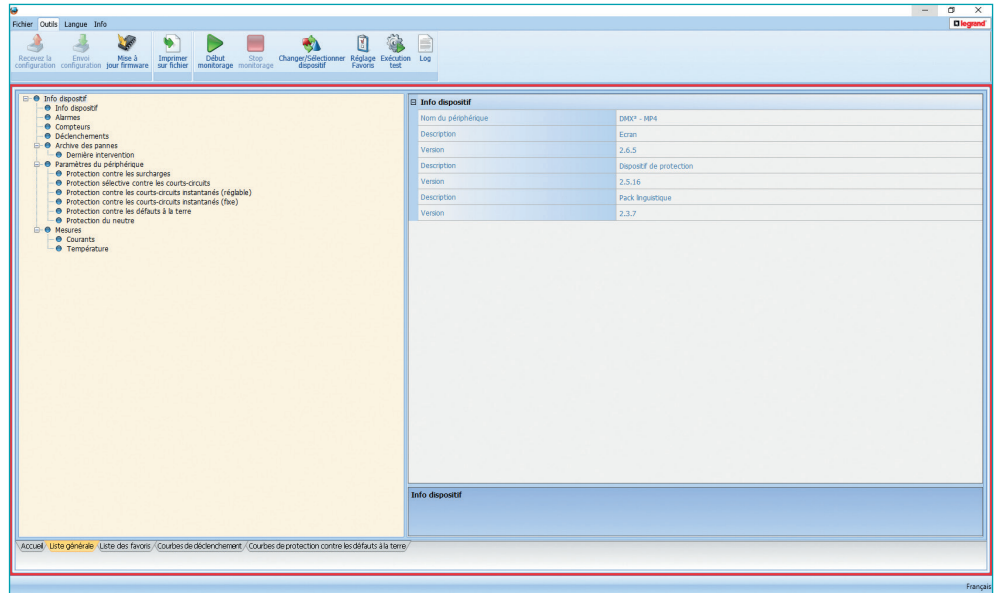 Fichier Outils Langue Info
legrand
Recevez la configuration
Envoi configuration
Mise à jour firmware
Imprimer sur fichier
Début monitorage
Stop monitorage
Changer/Sélectionner dispositif
Réglage Favoris
Exécution test
Log
Info dispositif
Info dispositif
Alarmes
Compteurs
Déclenchements
Archive des pannes
Dernière intervention
Paramètres du périphérique
Protection contre les surcharges
Protection sélective contre les courts-circuits
Protection contre les courts-circuits instantanés (réglable)
Protection contre les courts-circuits instantanés (fixe)
Protection contre les défauts à la terre
Protection du neutre
Mesures
Courants
Température
Info dispositif
Nom du périphérique DMX³ - MP4
Description Ecran
Version 2.6.5
Description Dispositif de protection
Version 2.5.16
Description Pack linguistique
Version 2.3.7
Info dispositif
Accueil Liste générale Liste des favoris Courbes de déclenchement Courbes de protection contre les défauts à la terre
Français